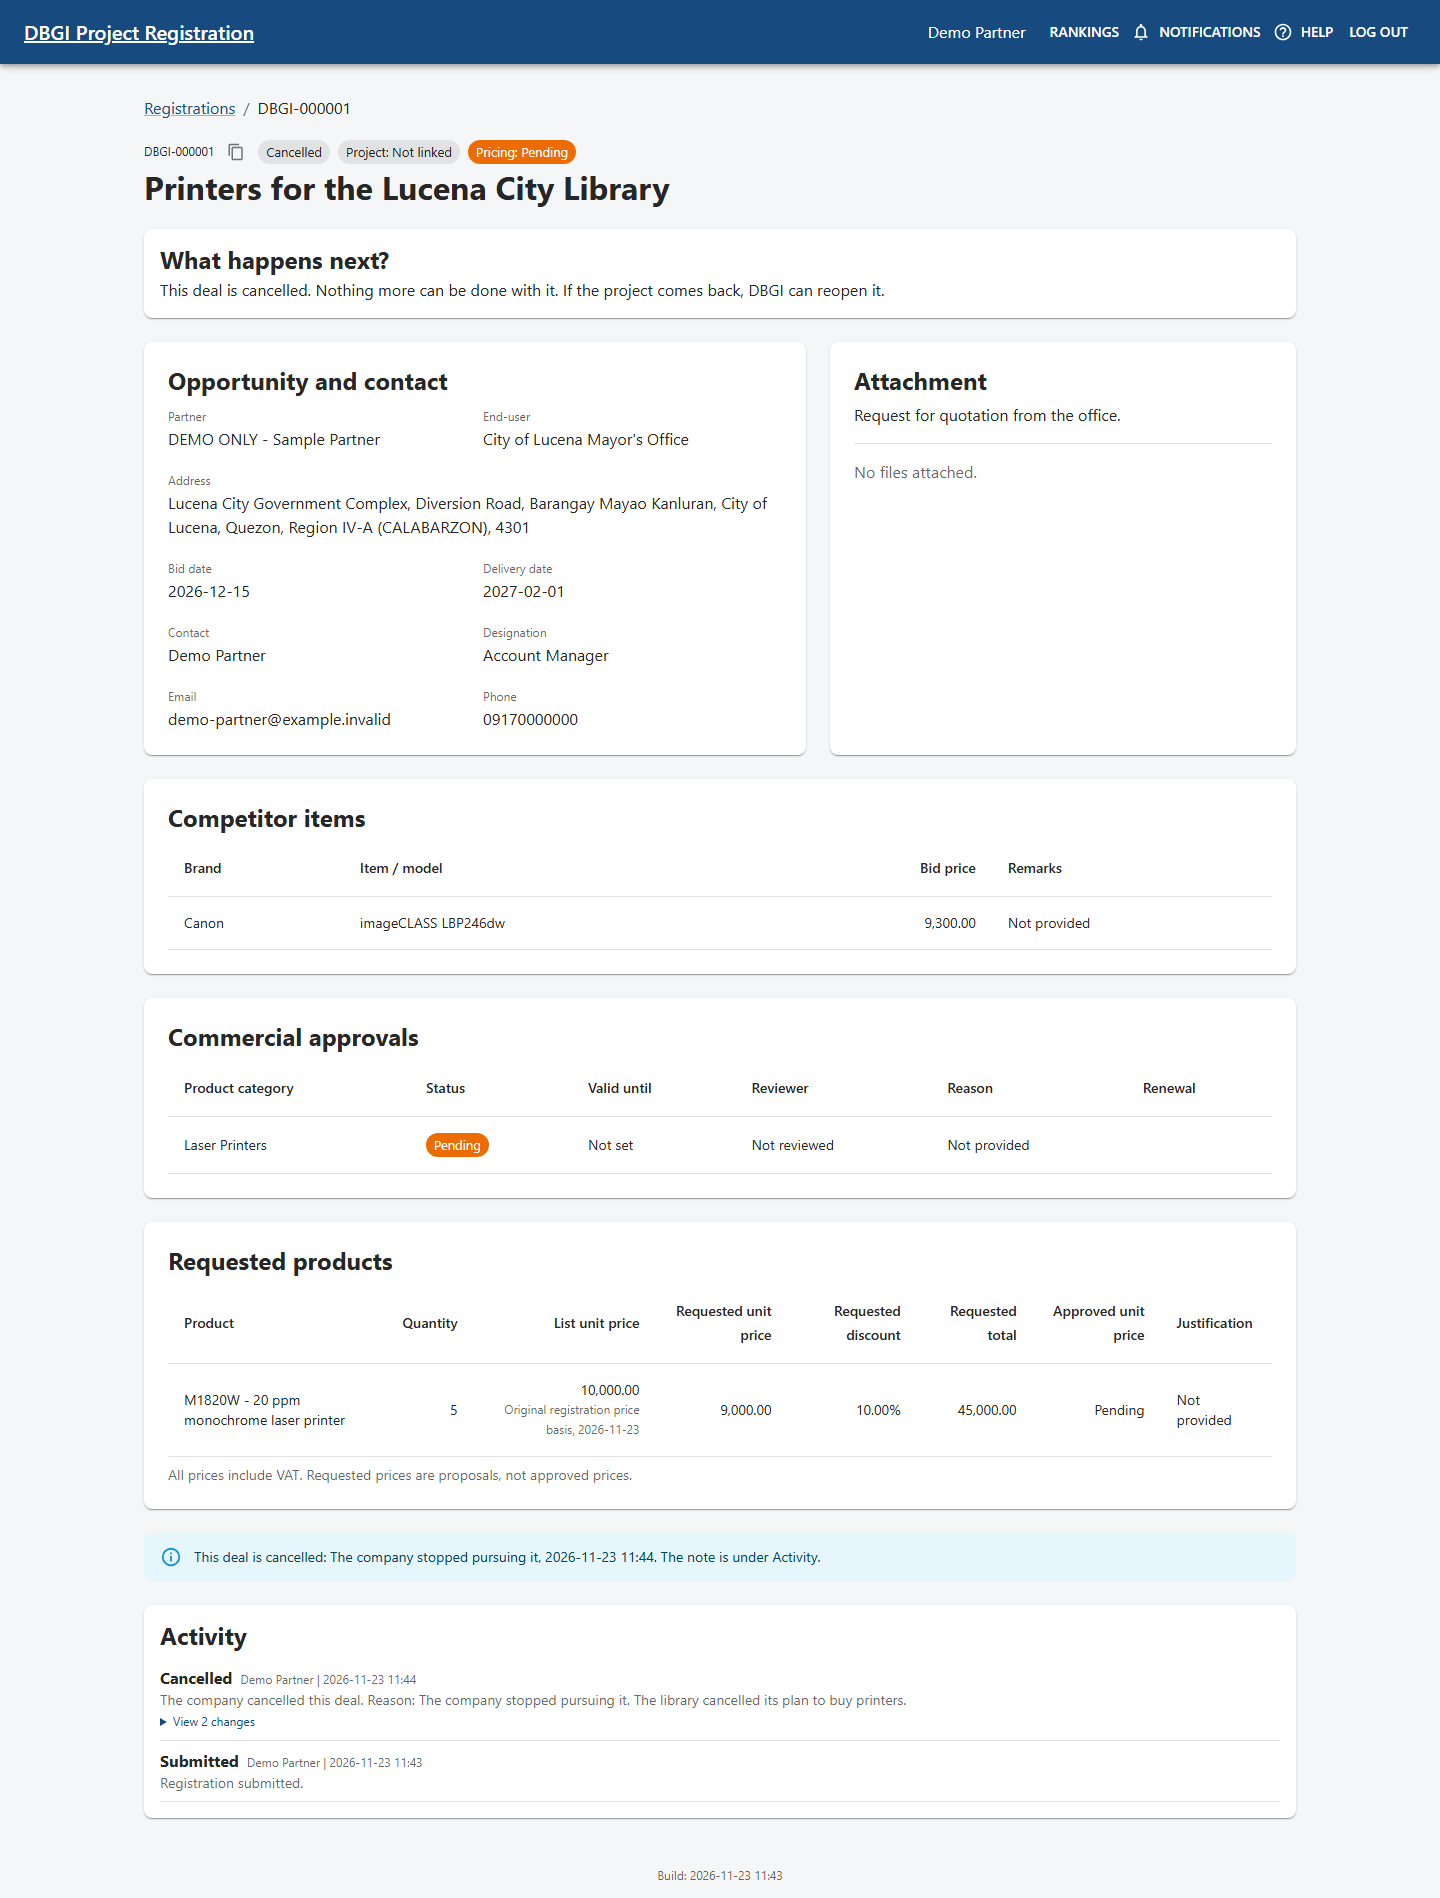 DBGI Project Registration
Demo Partner
RANKINGS
NOTIFICATIONS
HELP
LOG OUT
Registrations / DBGI-000001
DBGI-000001
Cancelled
Project: Not linked
Pricing: Pending
Printers for the Lucena City Library
What happens next?
This deal is cancelled. Nothing more can be done with it. If the project comes back, DBGI can reopen it.
Opportunity and contact
Partner
DEMO ONLY - Sample Partner
End-user
City of Lucena Mayor's Office
Address
Lucena City Government Complex, Diversion Road, Barangay Mayao Kanluran, City of
Lucena, Quezon, Region IV-A (CALABARZON), 4301
Bid date
2026-12-15
Delivery date
2027-02-01
Contact
Demo Partner
Designation
Account Manager
Email
demo-partner@example.invalid
Phone
09170000000
Attachment
Request for quotation from the office.
No files attached.
Competitor items
Brand Item / model Bid price Remarks
Canon imageCLASS LBP246dw 9,300.00 Not provided
Commercial approvals
Product category Status Valid until Reviewer Reason Renewal
Laser Printers Pending Not set Not reviewed Not provided
Requested products
Product
Quantity
List unit price
Requested unit
price
Requested
discount
Requested
total
Approved unit
price
Justification
M1820W - 20 ppm
monochrome laser printer
5
10,000.00
Original registration price
basis, 2026-11-23
9,000.00
10.00%
45,000.00
Pending
Not
provided
All prices include VAT. Requested prices are proposals, not approved prices.
This deal is cancelled: The company stopped pursuing it, 2026-11-23 11:44. The note is under Activity.
Activity
Cancelled Demo Partner | 2026-11-23 11:44
The company cancelled this deal. Reason: The company stopped pursuing it. The library cancelled its plan to buy printers.
View 2 changes
Submitted Demo Partner | 2026-11-23 11:43
Registration submitted.
Build: 2026-11-23 11:43